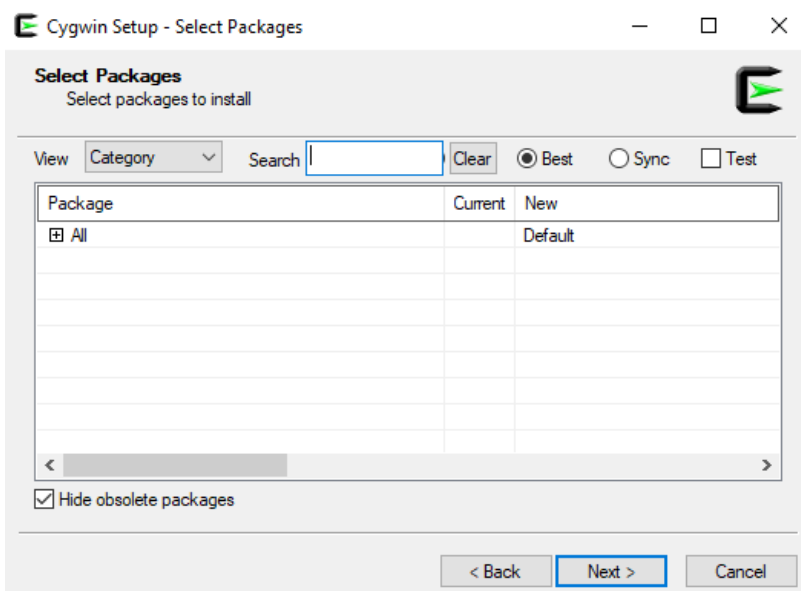 Cygwin Setup - Select Packages
Select Packages
Select packages to install
View Category Search Clear Best Sync Test
Package Current New
All Default
Hide obsolete packages
< Back Next > Cancel